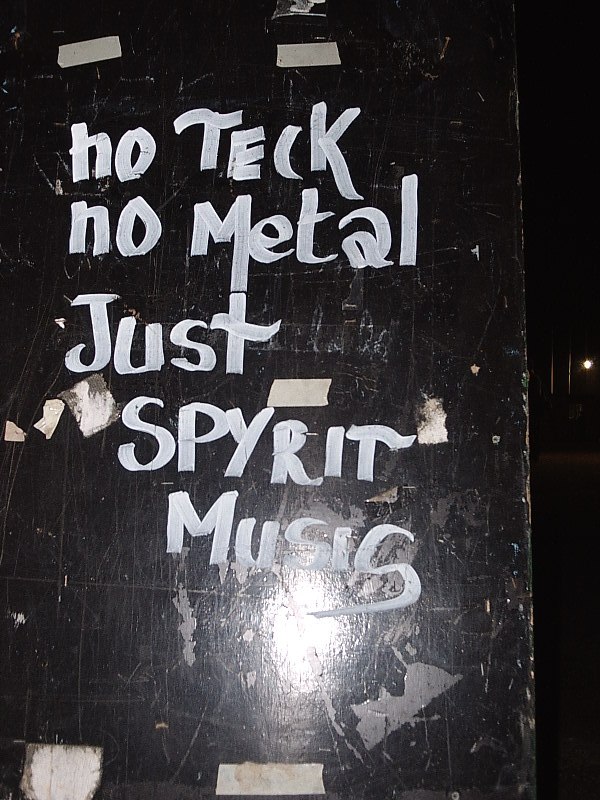 no TECK
no Metal
Just
SPYRIT
MUSIC